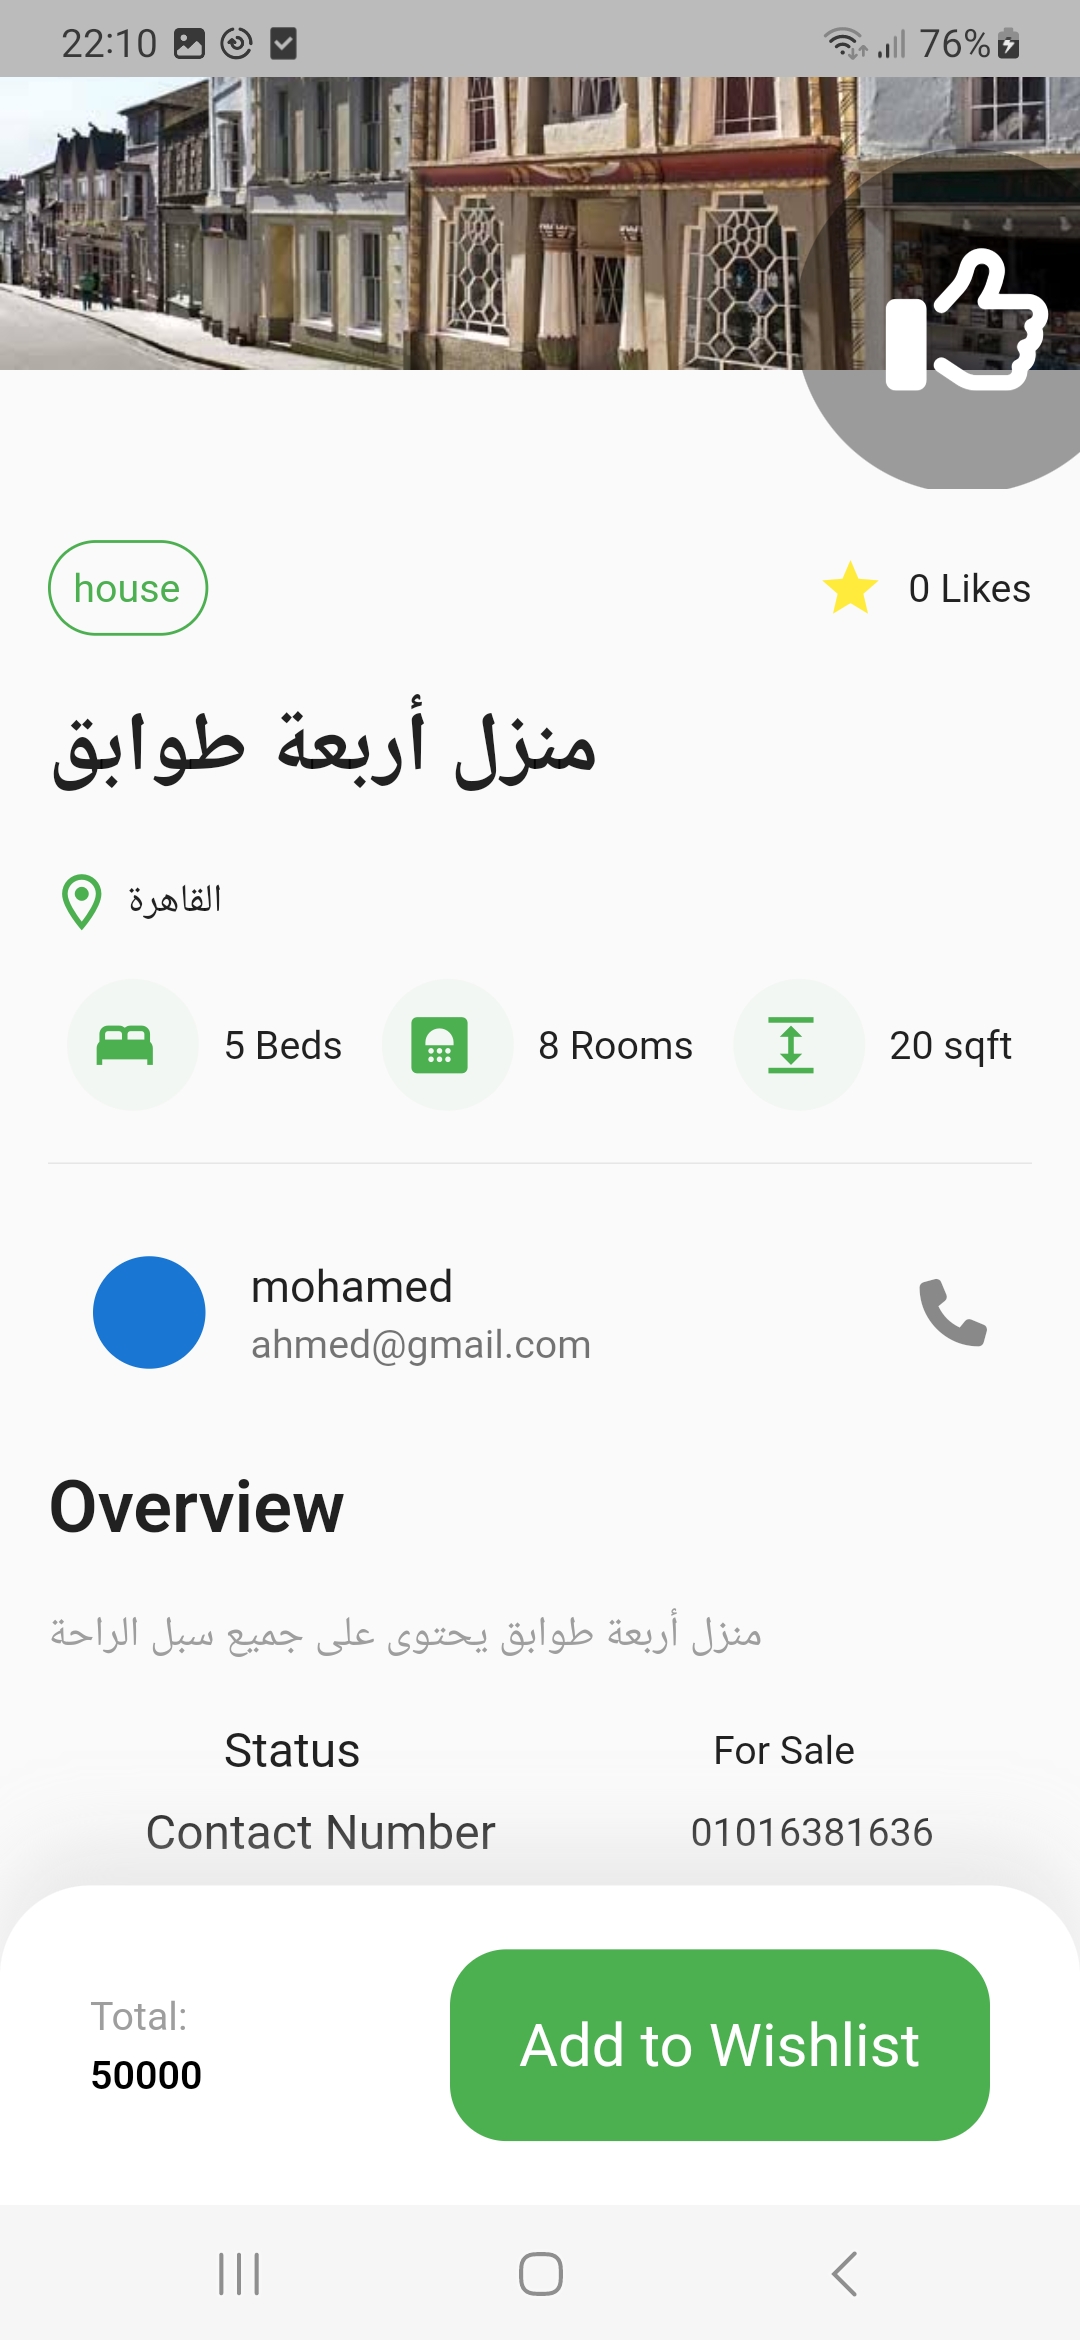 22:10
76%
house
0 Likes
منزل أربعة طوابق
القاهرة
5 Beds
8 Rooms
20 sqft
mohamed
ahmed@gmail.com
Overview
منزل أربعة طوابق يحتوى على جميع سبل الراحة
Status For Sale
Contact Number 01016381636
Total:
50000
Add to Wishlist